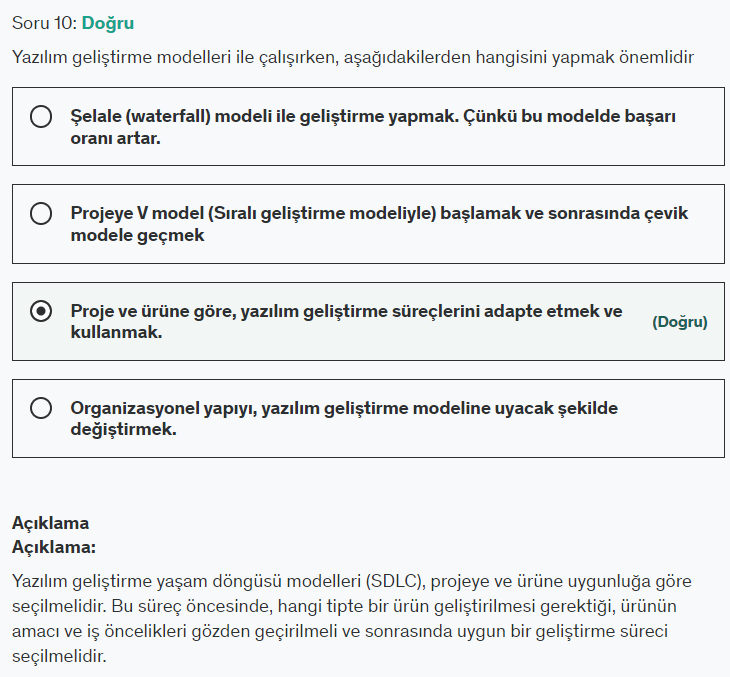 Soru 10: Doğru
Yazılım geliştirme modelleri ile çalışırken, aşağıdakilerden hangisini yapmak önemlidir
Şelale (waterfall) modeli ile geliştirme yapmak. Çünkü bu modelde başarı
oranı artar.
Projeye V model (Sıralı geliştirme modeliyle) başlamak ve sonrasında çevik
modele geçmek
Proje ve ürüne göre, yazılım geliştirme süreçlerini adapte etmek ve
kullanmak.
(Doğru)
Organizasyonel yapıyı, yazılım geliştirme modeline uyacak şekilde
değiştirmek.
Açıklama
Açıklama:
Yazılım geliştirme yaşam döngüsü modelleri (SDLC), projeye ve ürüne uygunluğa göre
seçilmelidir. Bu süreç öncesinde, hangi tipte bir ürün geliştirilmesi gerektiği, ürünün
amacı ve iş öncelikleri gözden geçirilmeli ve sonrasında uygun bir geliştirme süreci
seçilmelidir.